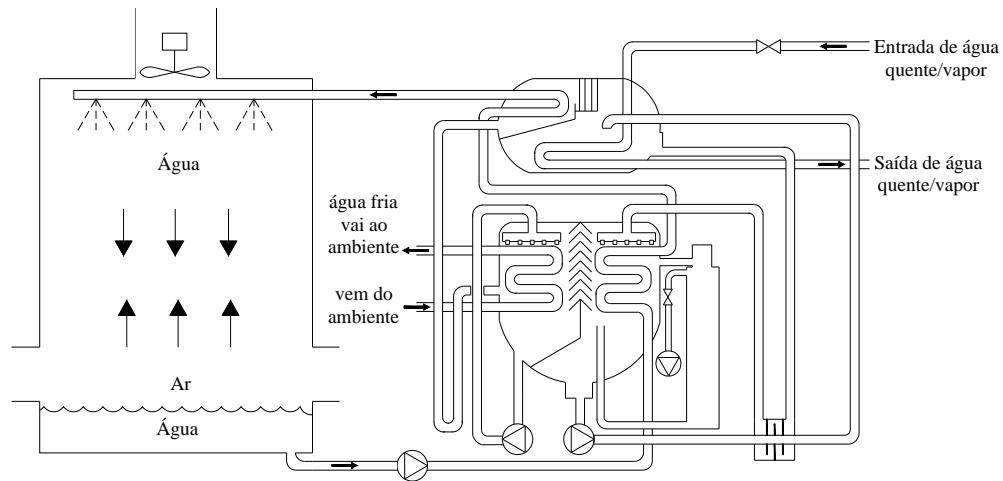 Entrada de água
quente/vapor
Água
Saída de água
quente/vapor
água fria
vai ao
ambiente
vem do
ambiente
Ar
Água